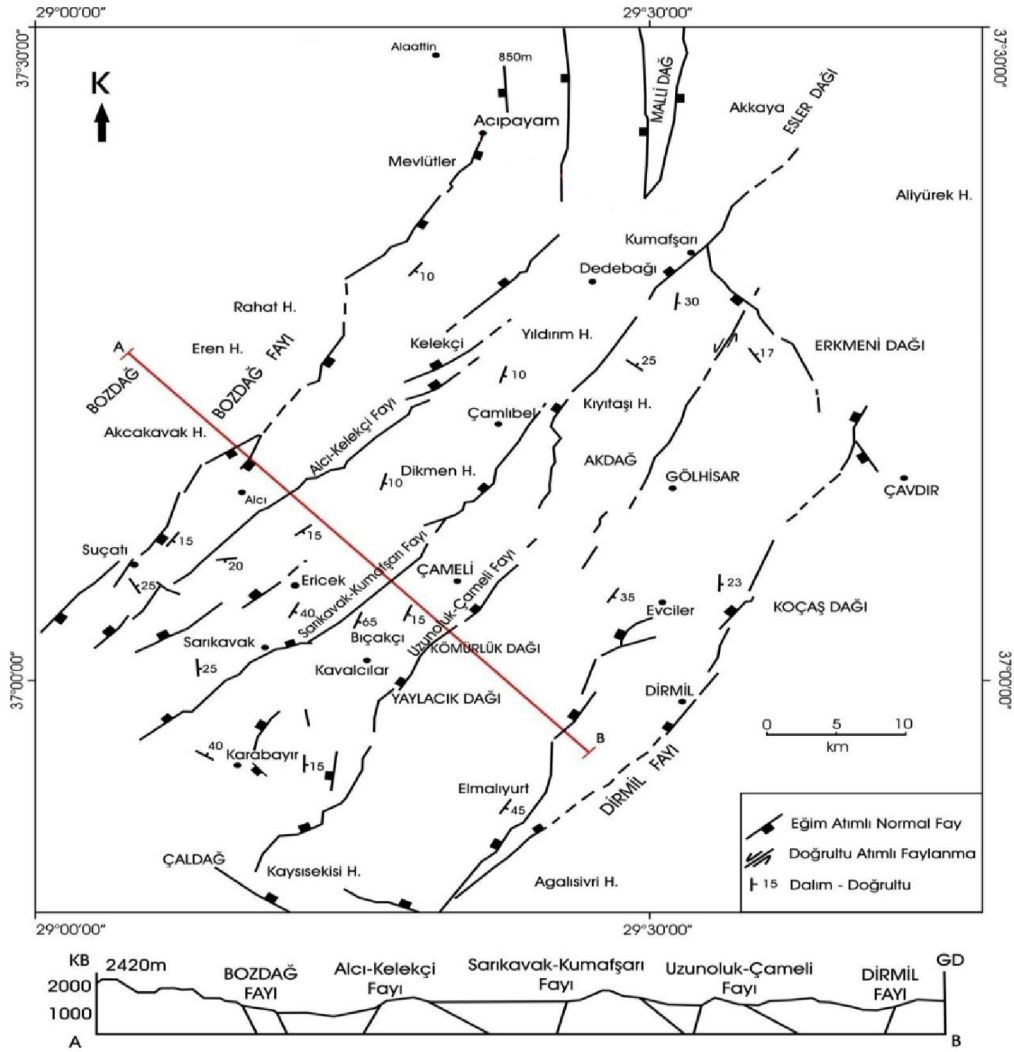 29°00'00"
29°30'00"
37°30'00"
37°30'00"
Alaattin
850m
K
MALLİ DAĞ
Akkaya
ESLER DAĞI
Acıpayam
Mevlütler
Aliyürek H.
Kumafşarı
Dedebağı
10
30
Rahat H.
Yıldırım H.
Kelekçi
Eren H.
BOZDAĞ FAYI
A
BOZDAĞ
ERKMENİ DAĞI
17
25
10
Kıyıtaşı H.
Çamlıbel
Akcakavak H.
Alcı-Kelekçi Fayı
Dikmen H.
AKDAĞ
GÖLHİSAR
10
ÇAVDIR
Alcı
15
15
Suçatı
20
25
Sarıkavak-Kumafşarı Fayı
ÇAMELİ
Uzunoluk-Çameli Fayı
Ericek
23
35
Evciler
KOÇAŞ DAĞI
40
65
15
Bıçakçı
Sarıkavak
KÖMÜRLÜK DAĞI
Kavalcılar
25
37°00'00"
37°00'00"
YAYLACIK DAĞI
DİRMİL
0 5 10
km
B
40
Karabayır
15
DİRMİL FAYI
Elmalıyurt
45
Eğim Atımlı Normal Fay
Doğrultu Atımlı Faylanma
15 Dalım - Doğrultu
ÇALDAĞ
Kaysısekisi H.
Agalısivri H.
29°00'00"
29°30'00"
KB
GD
2420m
2000
1000
BOZDAĞ
FAYI
Alcı-Kelekçi
Fayı
Sarıkavak-Kumafşarı
Fayı
Uzunoluk-Çameli
Fayı
DİRMİL
FAYI
A
B